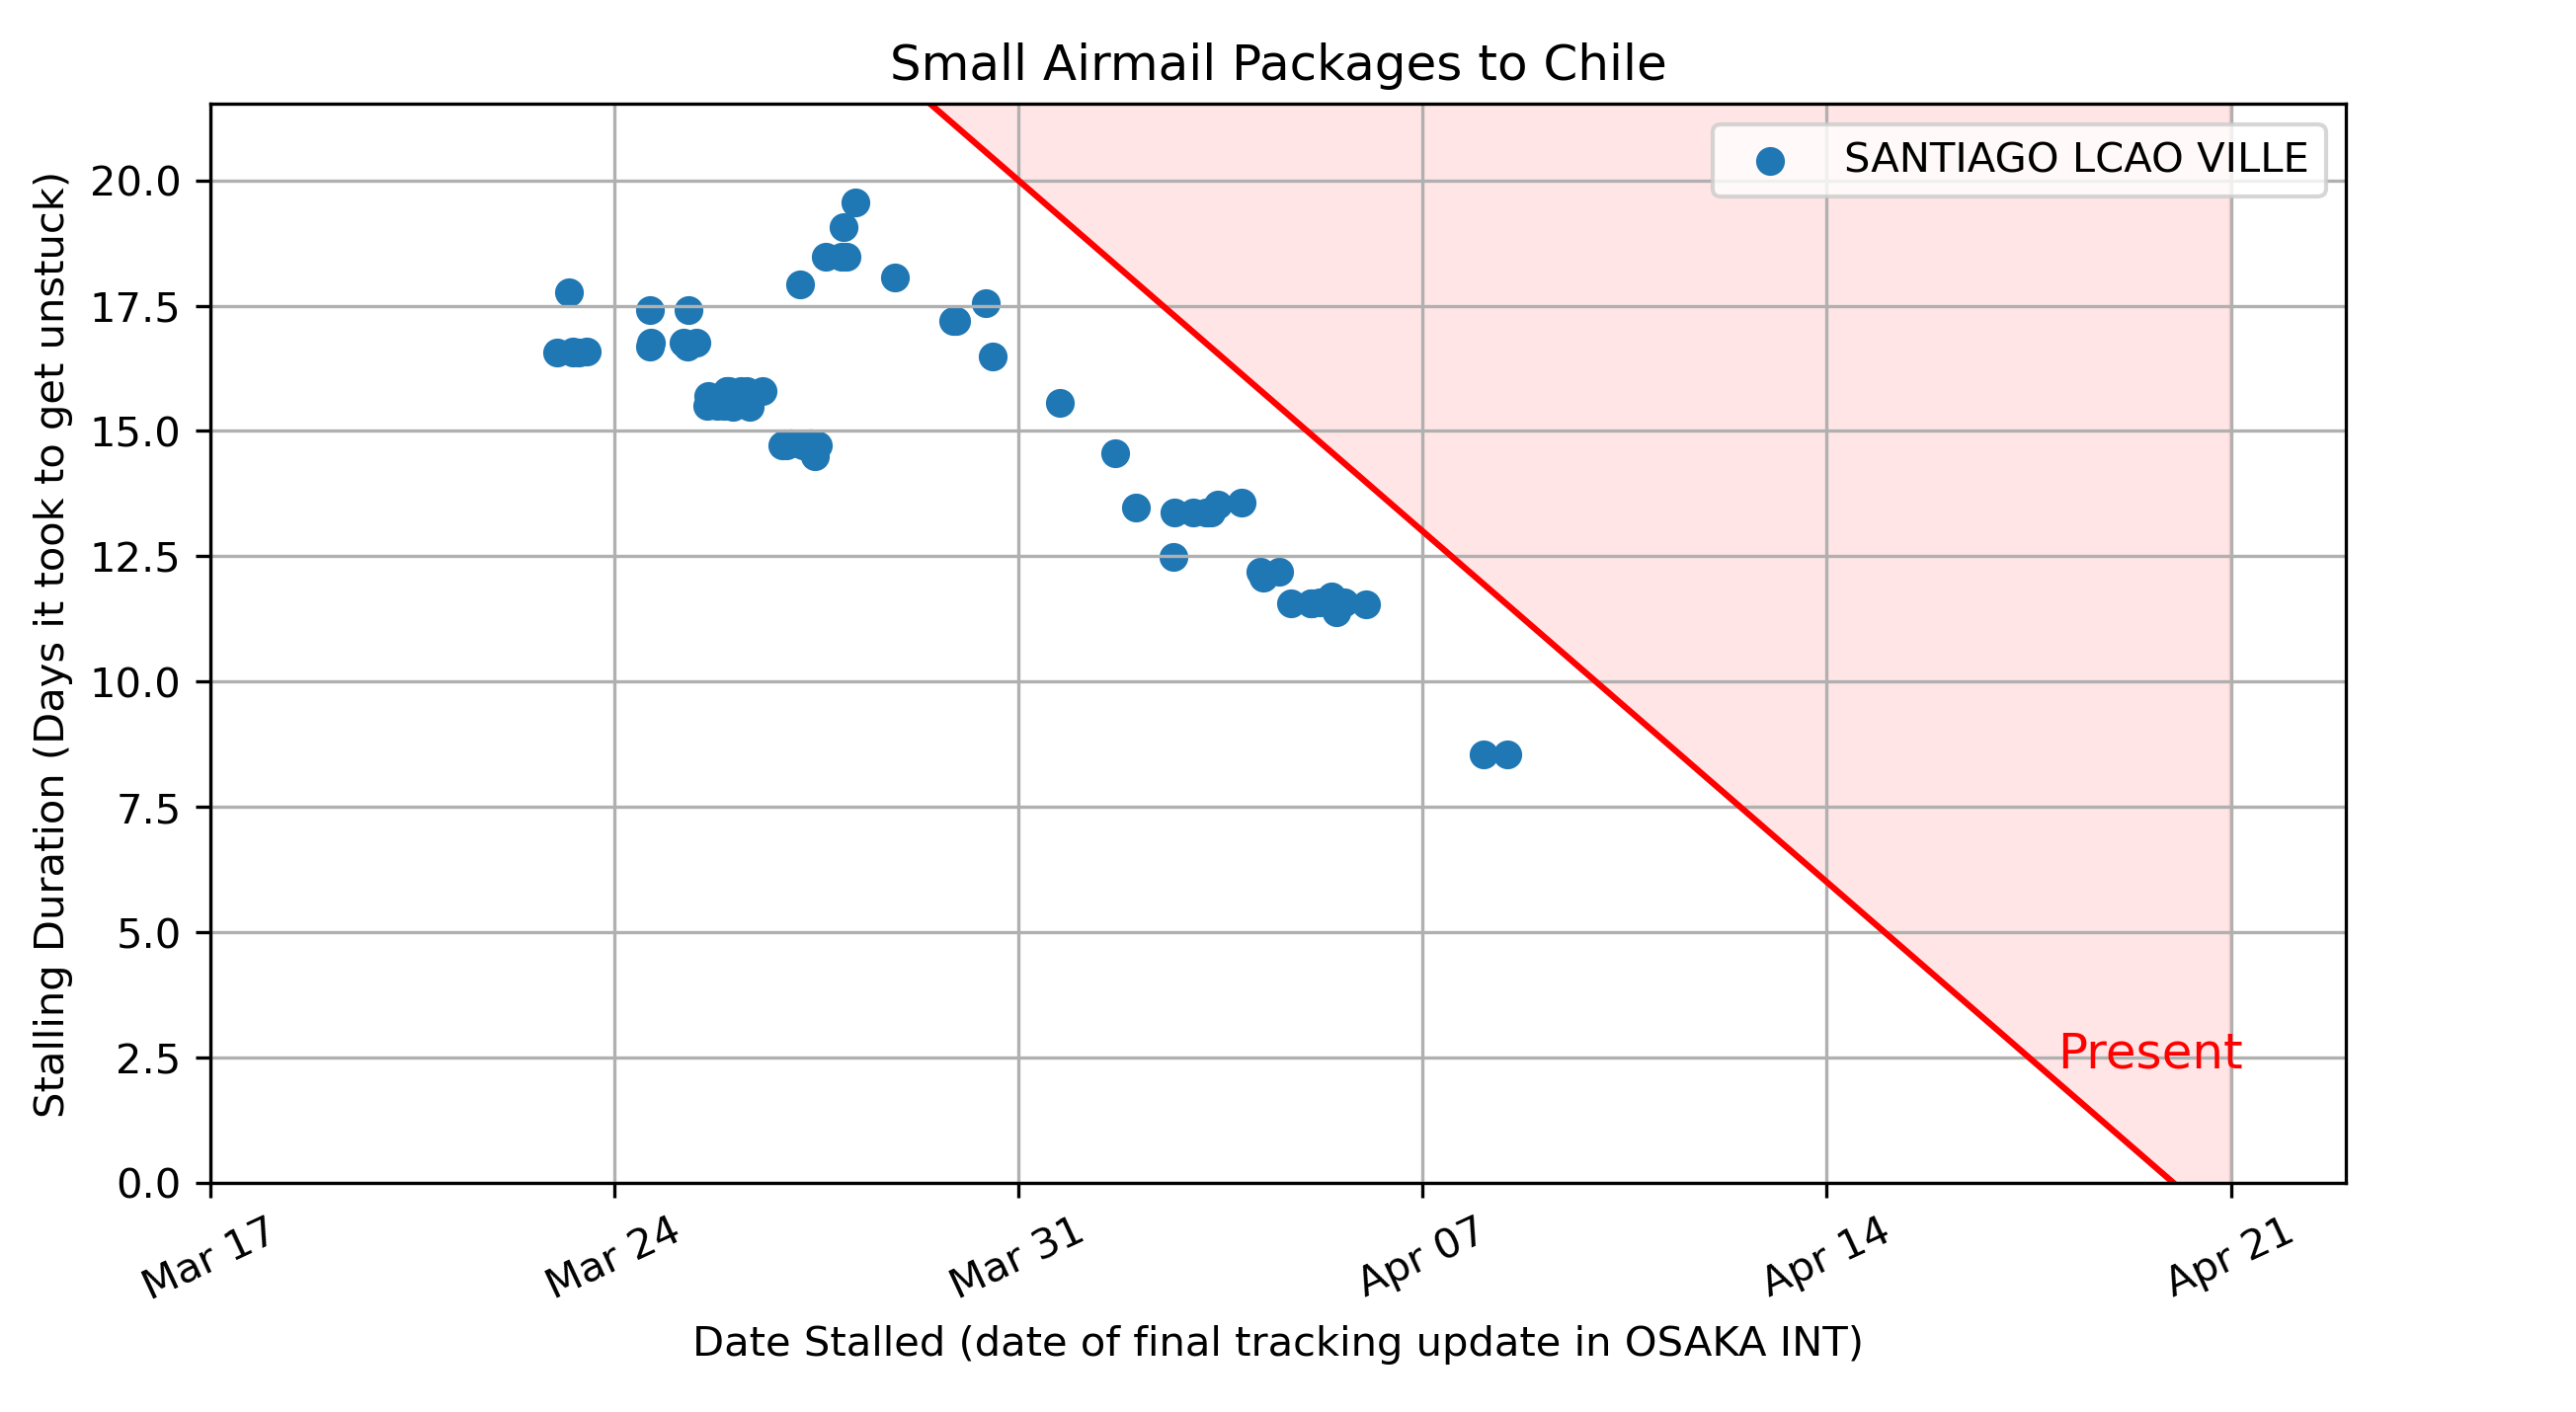 Small Airmail Packages to Chile
SANTIAGO LCAO VILLE
Stalling Duration (Days it took to get unstuck)
20.0
17.5
15.0
12.5
10.0
7.5
5.0
2.5
0.0
Present
Mar 17
Mar 24
Mar 31
Apr 07
Apr 14
Apr 21
Date Stalled (date of final tracking update in OSAKA INT)